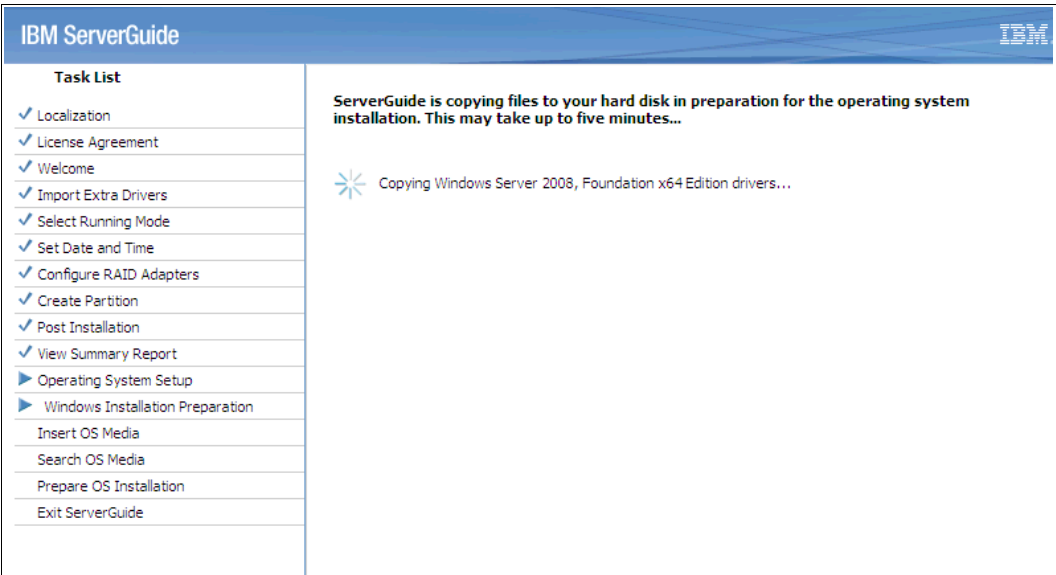 IBM ServerGuide
IBM.
Task List
Localization
License Agreement
Welcome
Import Extra Drivers
Select Running Mode
Set Date and Time
Configure RAID Adapters
Create Partition
Post Installation
View Summary Report
Operating System Setup
Windows Installation Preparation
Insert OS Media
Search OS Media
Prepare OS Installation
Exit ServerGuide
ServerGuide is copying files to your hard disk in preparation for the operating system
installation. This may take up to five minutes...
Copying Windows Server 2008, Foundation x64 Edition drivers...